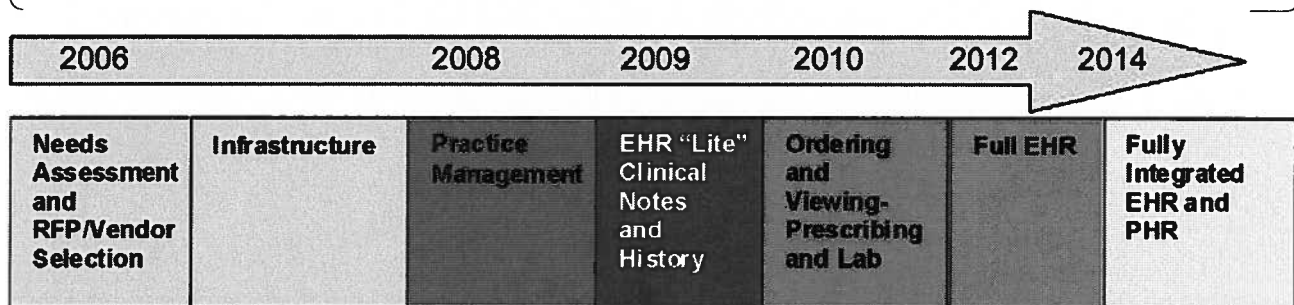 2006 2008 2009 2010 2012 2014
Needs
Assessment
and
RFP/Vendor
Selection
Infrastructure
Practice
Management
EHR “Lite”
Clinical
Notes
and
History
Ordering
and
Viewing-
Prescribing
and Lab
Full EHR
Fully
Integrated
EHR and
PHR